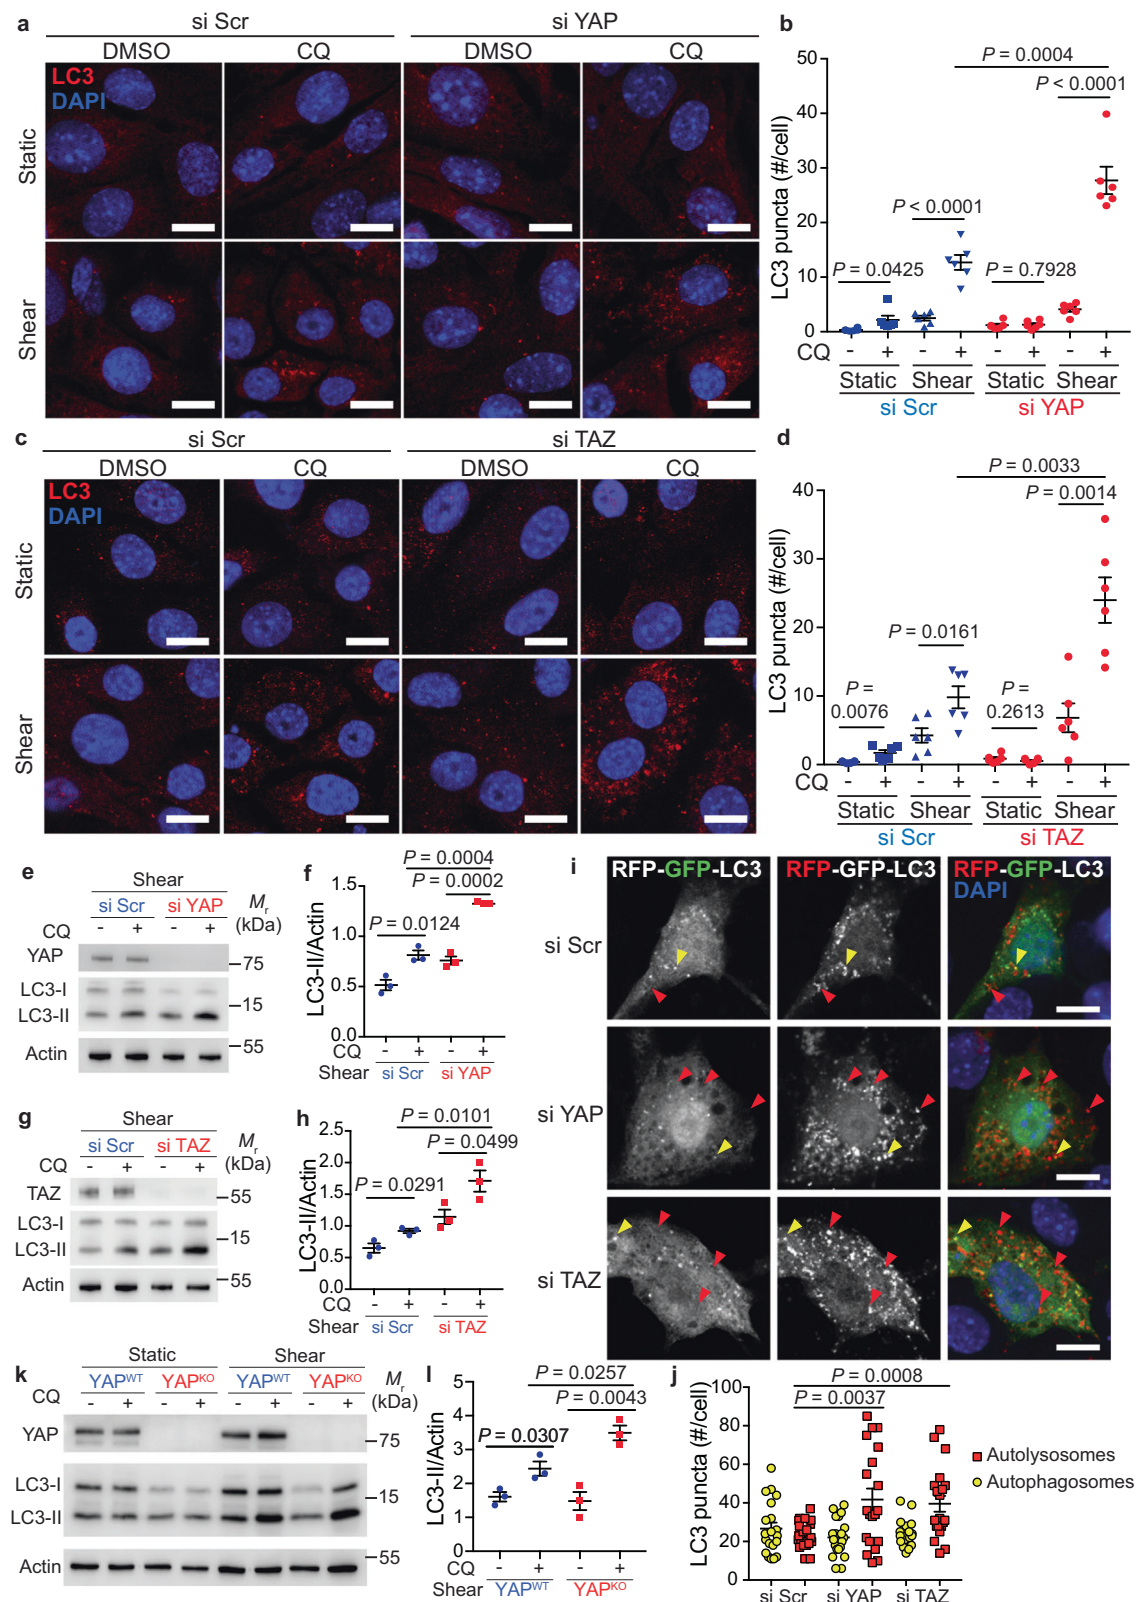 a
si Scr
si YAP
DMSO
CQ
DMSO
CQ
LC3
DAPI
Static
Shear
b
LC3 puncta (#/cell)
50
40
30
20
10
0
P = 0.0004
P < 0.0001
P < 0.0001
P = 0.0425
P = 0.7928
CQ - + - + - + - +
Static Shear Static Shear
si Scr si YAP
c
si Scr
si TAZ
DMSO
CQ
DMSO
CQ
LC3
DAPI
Static
Shear
d
LC3 puncta (#/cell)
40
30
20
10
0
P = 0.0033
P = 0.0014
P = 0.0161
P =
0.0076
P =
0.2613
CQ - + - + - + - +
Static Shear Static Shear
si Scr si TAZ
e
Shear
si Scr si YAP
Mr
(kDa)
CQ - + - +
YAP
75
LC3-I
15
LC3-II
55
Actin
f
P = 0.0004
P = 0.0002
P = 0.0124
LC3-II/Actin
1.5
1.0
0.5
0.0
CQ - + - +
Shear si Scr si YAP
g
Shear
si Scr si TAZ
Mr
(kDa)
CQ - + - +
TAZ
55
LC3-I
15
LC3-II
55
Actin
h
P = 0.0101
P = 0.0499
P = 0.0291
LC3-II/Actin
2.5
2.0
1.5
1.0
0.5
0.0
CQ - + - +
Shear si Scr si TAZ
i
RFP-GFP-LC3
RFP-GFP-LC3
RFP-GFP-LC3
DAPI
si Scr
si YAP
si TAZ
k
Static Shear
YAPWT YAPKO YAPWT YAPKO
Mr
(kDa)
CQ - + - + - + - +
YAP
75
LC3-I
15
LC3-II
55
Actin
l
P = 0.0257
P = 0.0043
P = 0.0307
LC3-II/Actin
5
4
3
2
1
0
CQ - + - +
Shear YAPWT YAPKO
j
P = 0.0008
P = 0.0037
LC3 puncta (#/cell)
100
80
60
40
20
0
si Scr si YAP si TAZ
Autolysosomes
Autophagosomes